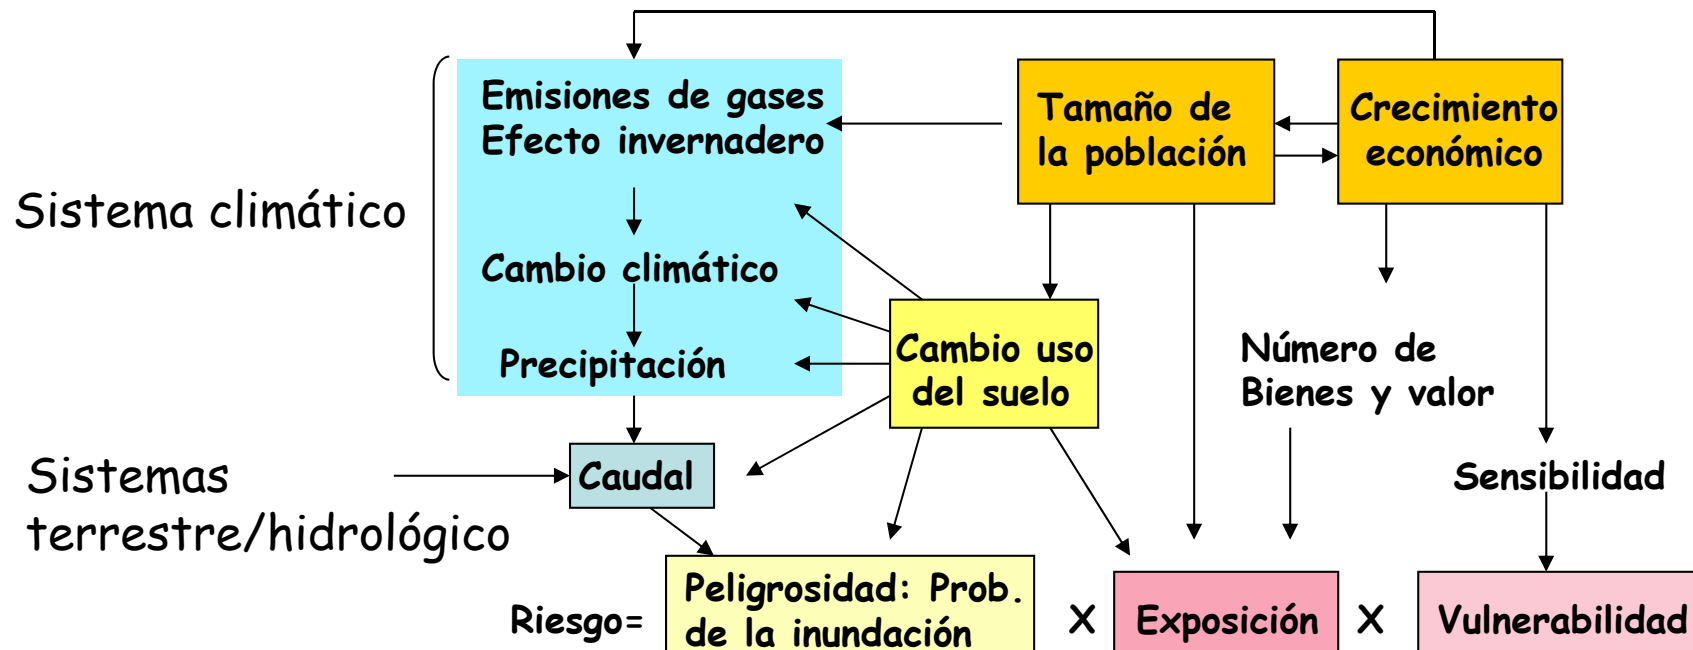 Emisiones de gases
Efecto invernadero
Tamaño de
la población
Crecimiento
económico
Sistema climático
Cambio climático
Precipitación
Cambio uso
del suelo
Número de
Bienes y valor
Sistemas
terrestre/hidrológico
Caudal
Sensibilidad
Riesgo=
Peligrosidad: Prob.
de la inundación
X
Exposición
X
Vulnerabilidad